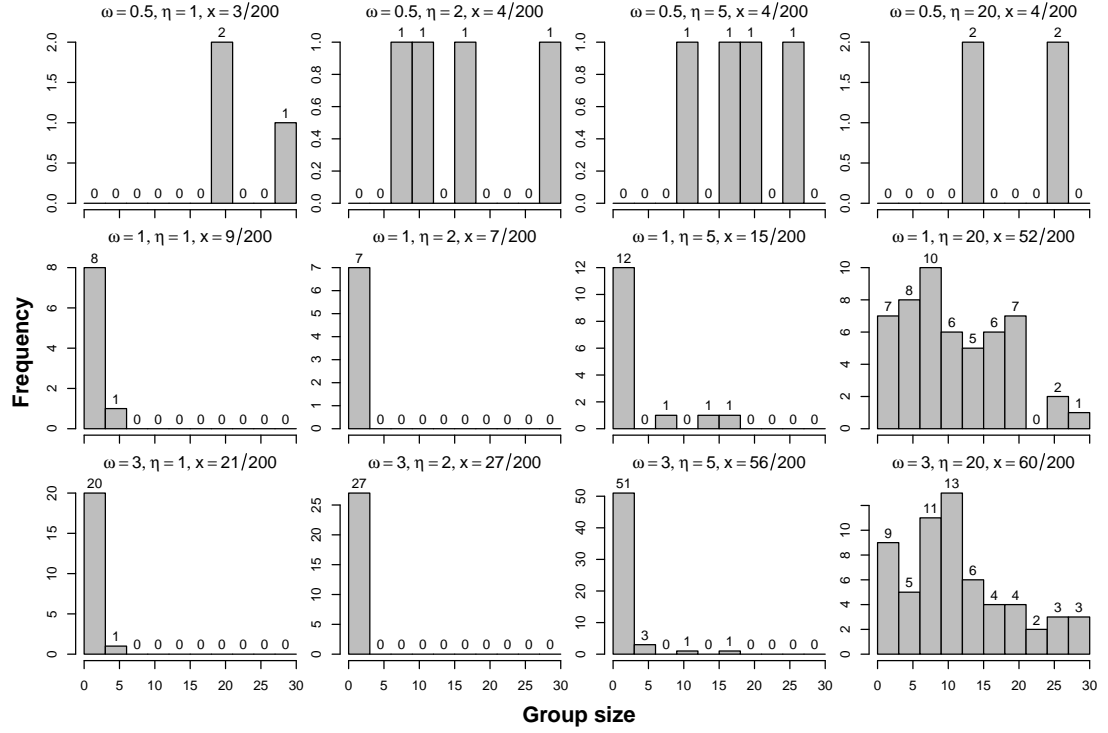 ω = 0.5, η = 1, x = 3/200
0.0 0.5 1.0 1.5 2.0
0 0 0 0 0 0 2 0 0 1
ω = 0.5, η = 2, x = 4/200
0.0 0.2 0.4 0.6 0.8 1.0
0 0 1 1 0 1 0 0 0 1
ω = 0.5, η = 5, x = 4/200
0.0 0.2 0.4 0.6 0.8 1.0
0 0 0 1 0 1 1 0 1 0
ω = 0.5, η = 20, x = 4/200
0.0 0.5 1.0 1.5 2.0
0 0 0 0 2 0 0 0 2 0
Frequency
ω = 1, η = 1, x = 9/200
0 2 4 6 8
8 1 0 0 0 0 0 0 0 0
ω = 1, η = 2, x = 7/200
0 1 2 3 4 5 6 7
7 0 0 0 0 0 0 0 0 0
ω = 1, η = 5, x = 15/200
0 2 4 6 8 10 12
12 0 1 0 1 1 0 0 0 0
ω = 1, η = 20, x = 52/200
0 2 4 6 8 10
7 8 10 6 5 6 7 0 2 1
ω = 3, η = 1, x = 21/200
0 5 10 15 20
20 1 0 0 0 0 0 0 0 0
0 5 10 15 20 25 30
ω = 3, η = 2, x = 27/200
0 5 10 15 20 25
27 0 0 0 0 0 0 0 0 0
0 5 10 15 20 25 30
ω = 3, η = 5, x = 56/200
0 10 20 30 40 50
51 3 0 1 0 1 0 0 0 0
0 5 10 15 20 25 30
ω = 3, η = 20, x = 60/200
0 2 4 6 8 10
9 5 11 13 6 4 4 2 3 3
0 5 10 15 20 25 30
Group size